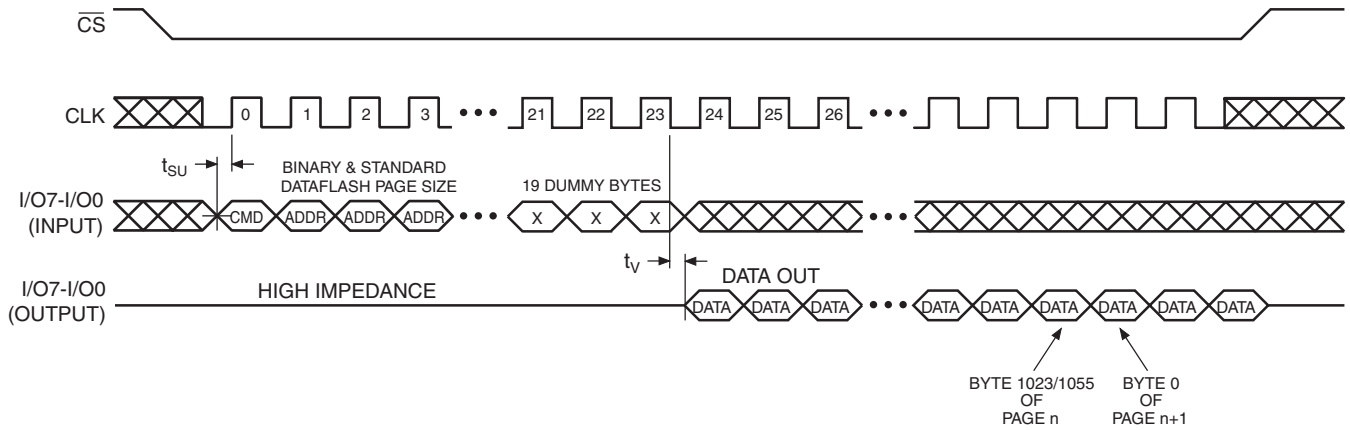 CS
CLK
0 1 2 3 ••• 21 22 23 24 25 26 •••
tSU
BINARY & STANDARD
DATAFLASH PAGE SIZE
19 DUMMY BYTES
I/O7-I/O0
(INPUT)
CMD ADDR ADDR ADDR ••• X X X •••
tV
DATA OUT
I/O7-I/O0
(OUTPUT)
HIGH IMPEDANCE
DATA DATA DATA ••• DATA DATA DATA DATA DATA DATA
BYTE 1023/1055
OF
PAGE n
BYTE 0
OF
PAGE n+1